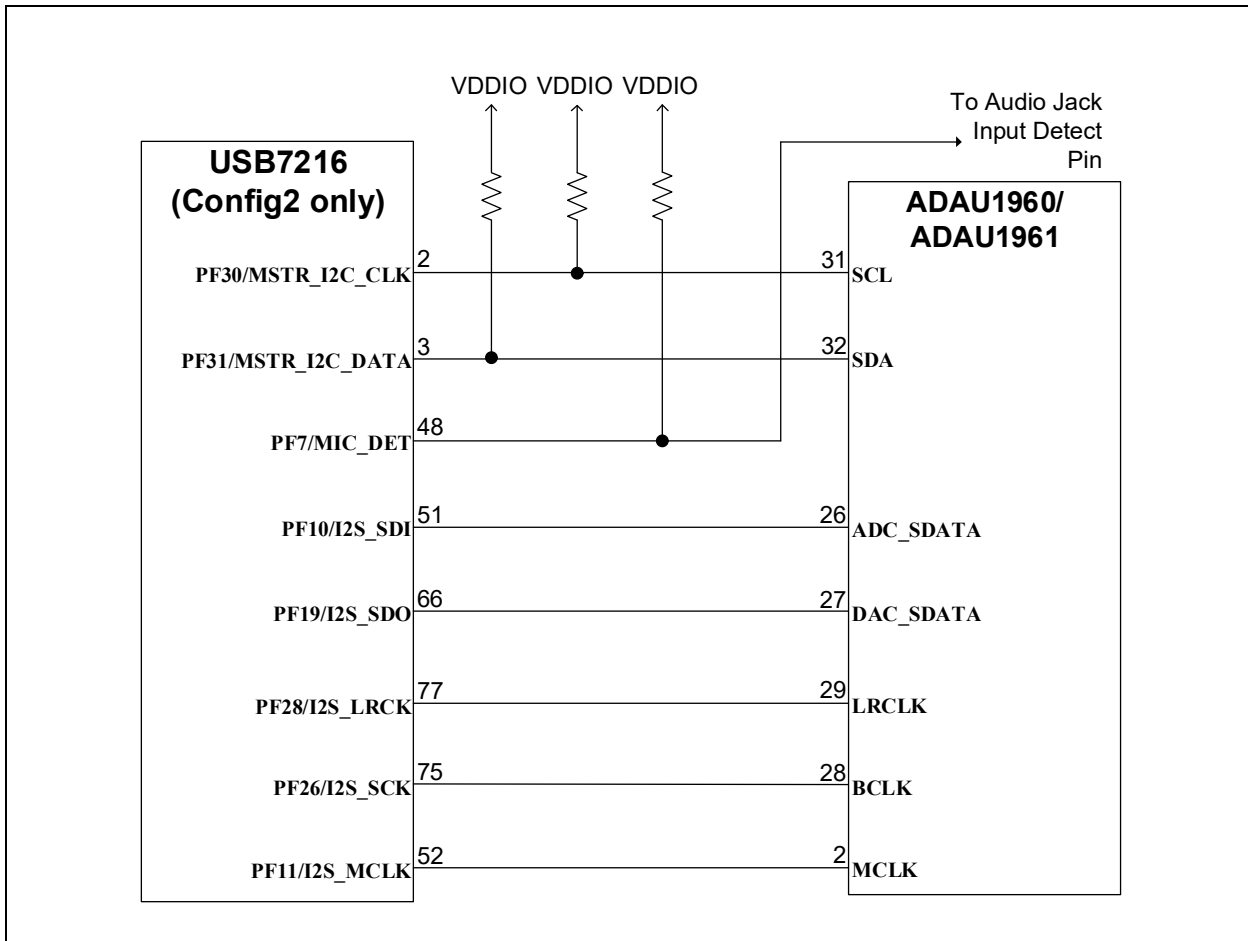 VDDIO VDDIO VDDIO
To Audio Jack
Input Detect
Pin
USB7216
(Config2 only)
ADAU1960/
ADAU1961
PF30/MSTR_I2C_CLK 2 31 SCL
PF31/MSTR_I2C_DATA 3 32 SDA
PF7/MIC_DET 48
PF10/I2S_SDI 51 26 ADC_SDATA
PF19/I2S_SDO 66 27 DAC_SDATA
PF28/I2S_LRCK 77 29 LRCLK
PF26/I2S_SCK 75 28 BCLK
PF11/I2S_MCLK 52 2 MCLK